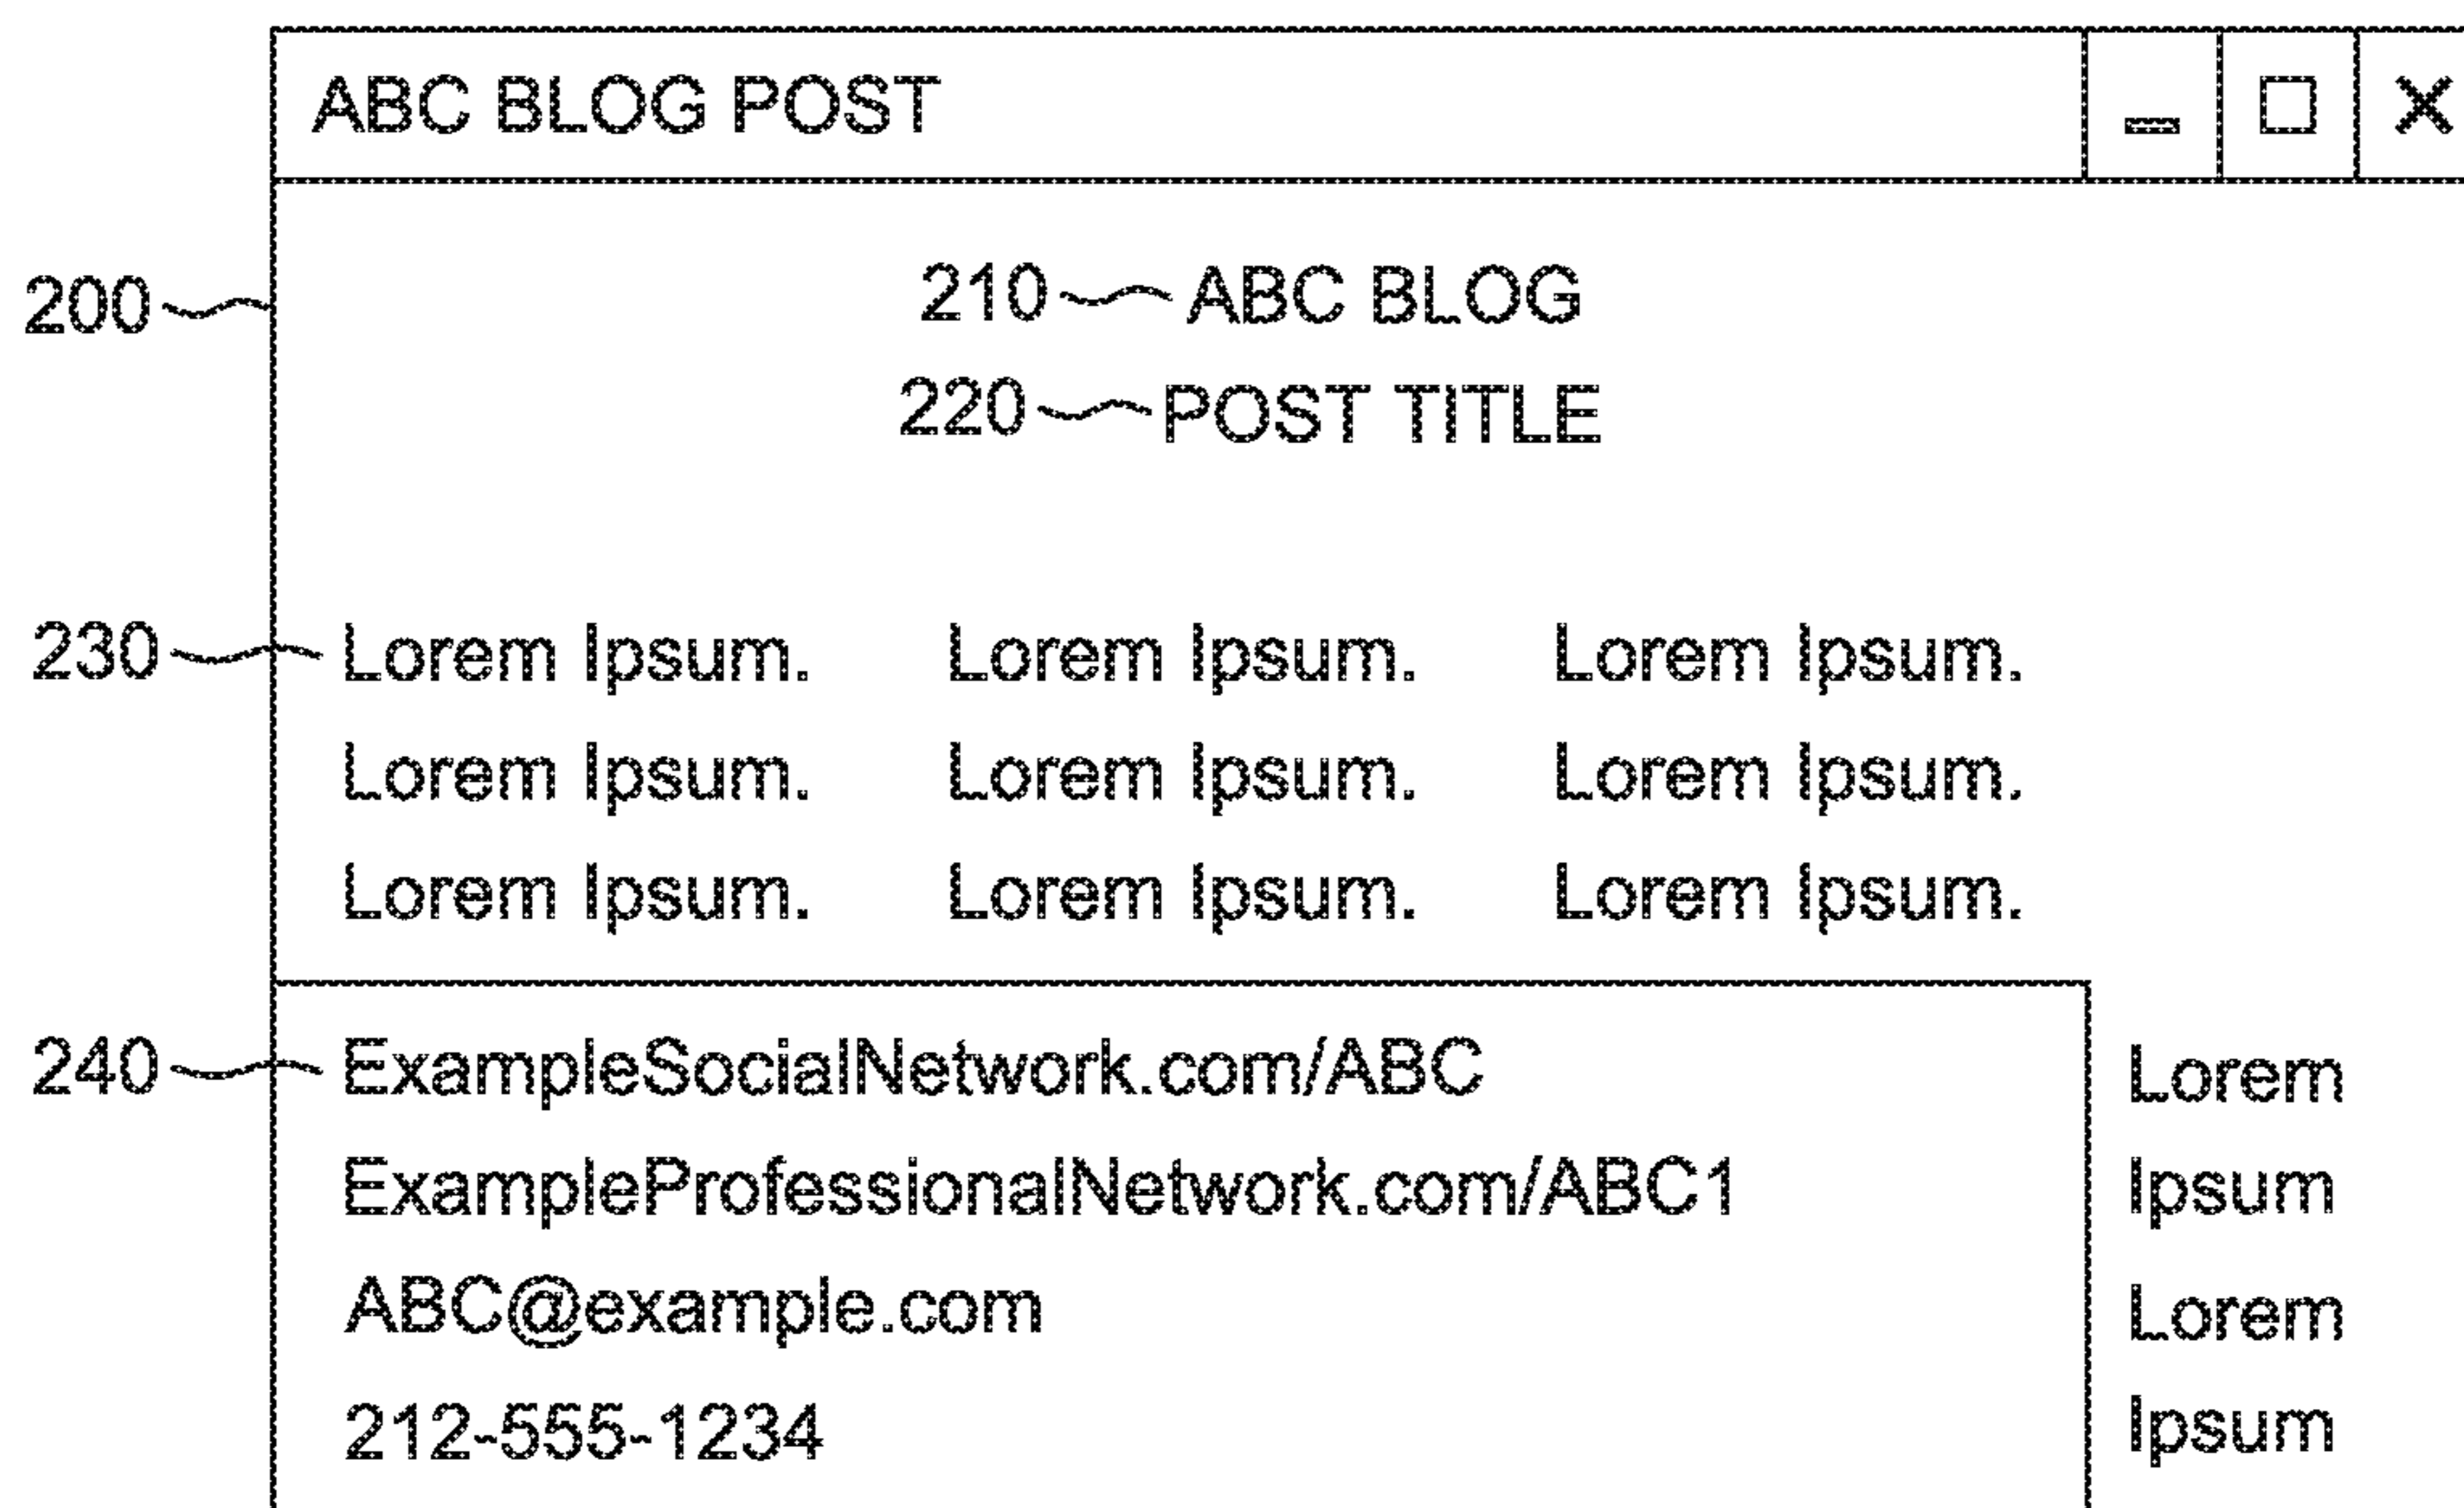 ABC BLOG POST
200
210 ABC BLOG
220 POST TITLE
230 Lorem Ipsum. Lorem Ipsum. Lorem Ipsum.
Lorem Ipsum. Lorem Ipsum. Lorem Ipsum.
Lorem Ipsum. Lorem Ipsum. Lorem Ipsum.
240 ExampleSocialNetwork.com/ABC Lorem
ExampleProfessionalNetwork.com/ABC1 Ipsum
ABC@example.com Lorem
212-555-1234 Ipsum